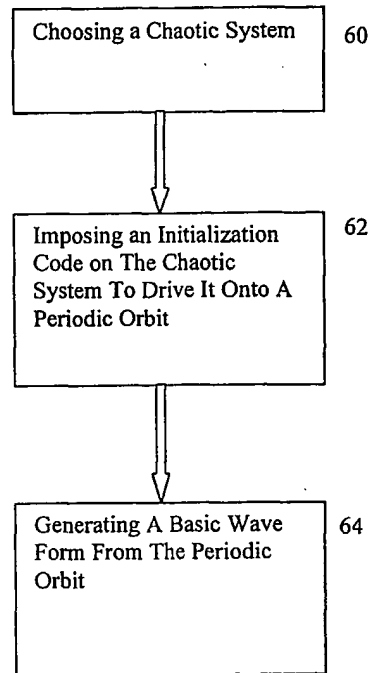 Choosing a Chaotic System
60
Imposing an Initialization
Code on The Chaotic
System To Drive It Onto A
Periodic Orbit
62
Generating A Basic Wave
Form From The Periodic
Orbit
64